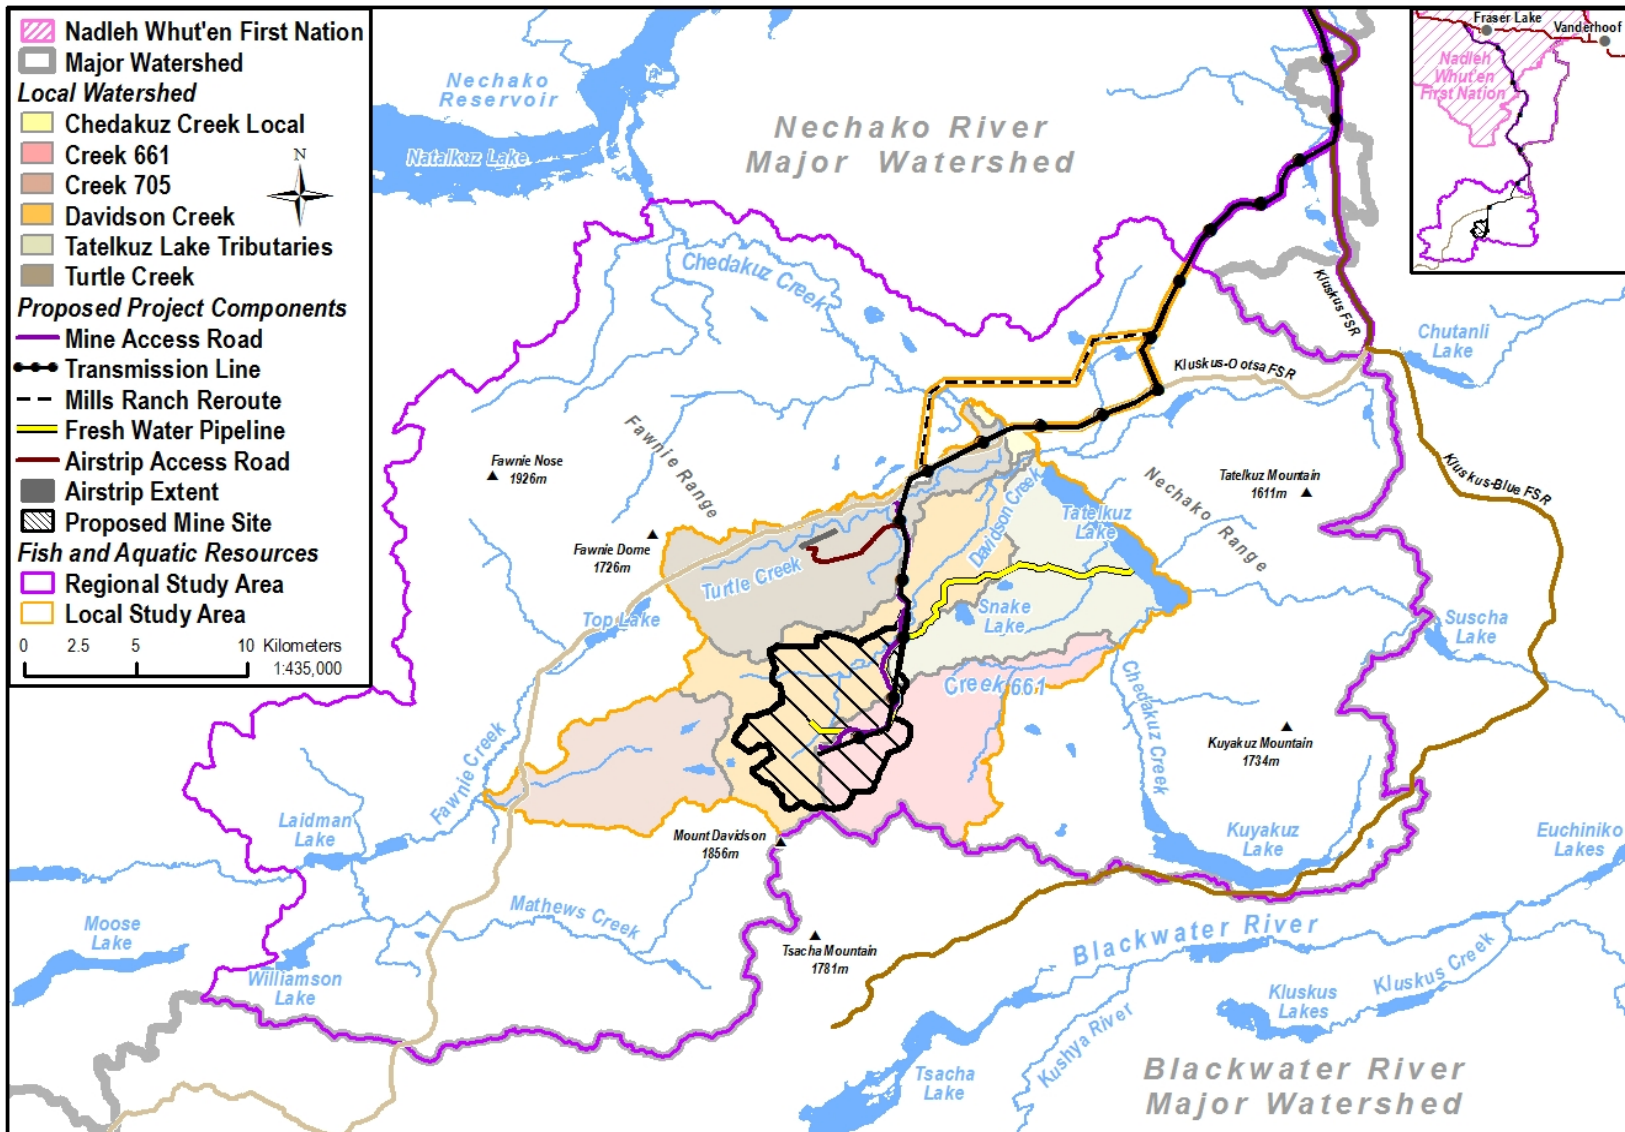 Nadleh Whut'en First Nation
Major Watershed
Local Watershed
Chedakuz Creek Local
Creek 661
Creek 705
Davidson Creek
Tatelkuz Lake Tributaries
Turtle Creek
Proposed Project Components
Mine Access Road
Transmission Line
Mills Ranch Reroute
Fresh Water Pipeline
Airstrip Access Road
Airstrip Extent
Proposed Mine Site
Fish and Aquatic Resources
Regional Study Area
Local Study Area
0 2.5 5 10 Kilometers
1:435,000
N
Nechako
Reservoir
Natalkuz Lake
Nechako River
Major Watershed
Fraser Lake
Vanderhoof
Nadleh
Whut'en
First Nation
Chedakuz Creek
Kluskus FSR
Chutanli
Lake
Kluskus-Ootsa FSR
Fawnie Range
Fawnie Nose
1926m
Kluskus-Blue FSR
Tatelkuz Mountain
1611m
Nechako Range
Davidson Creek
Tatelkuz
Lake
Fawnie Dome
1726m
Turtle Creek
Top Lake
Snake
Lake
Suscha
Lake
Creek 661
Chedakuz Creek
Fawnie Creek
Kuyakuz Mountain
1734m
Laidman
Lake
Mount Davidson
1856m
Kuyakuz
Lake
Euchiniko
Lakes
Mathews Creek
Moose
Lake
Tsacha Mountain
1781m
Blackwater River
Williamson
Lake
Kluskus
Lakes
Kluskus Creek
Kushya River
Tsacha
Lake
Blackwater River
Major Watershed